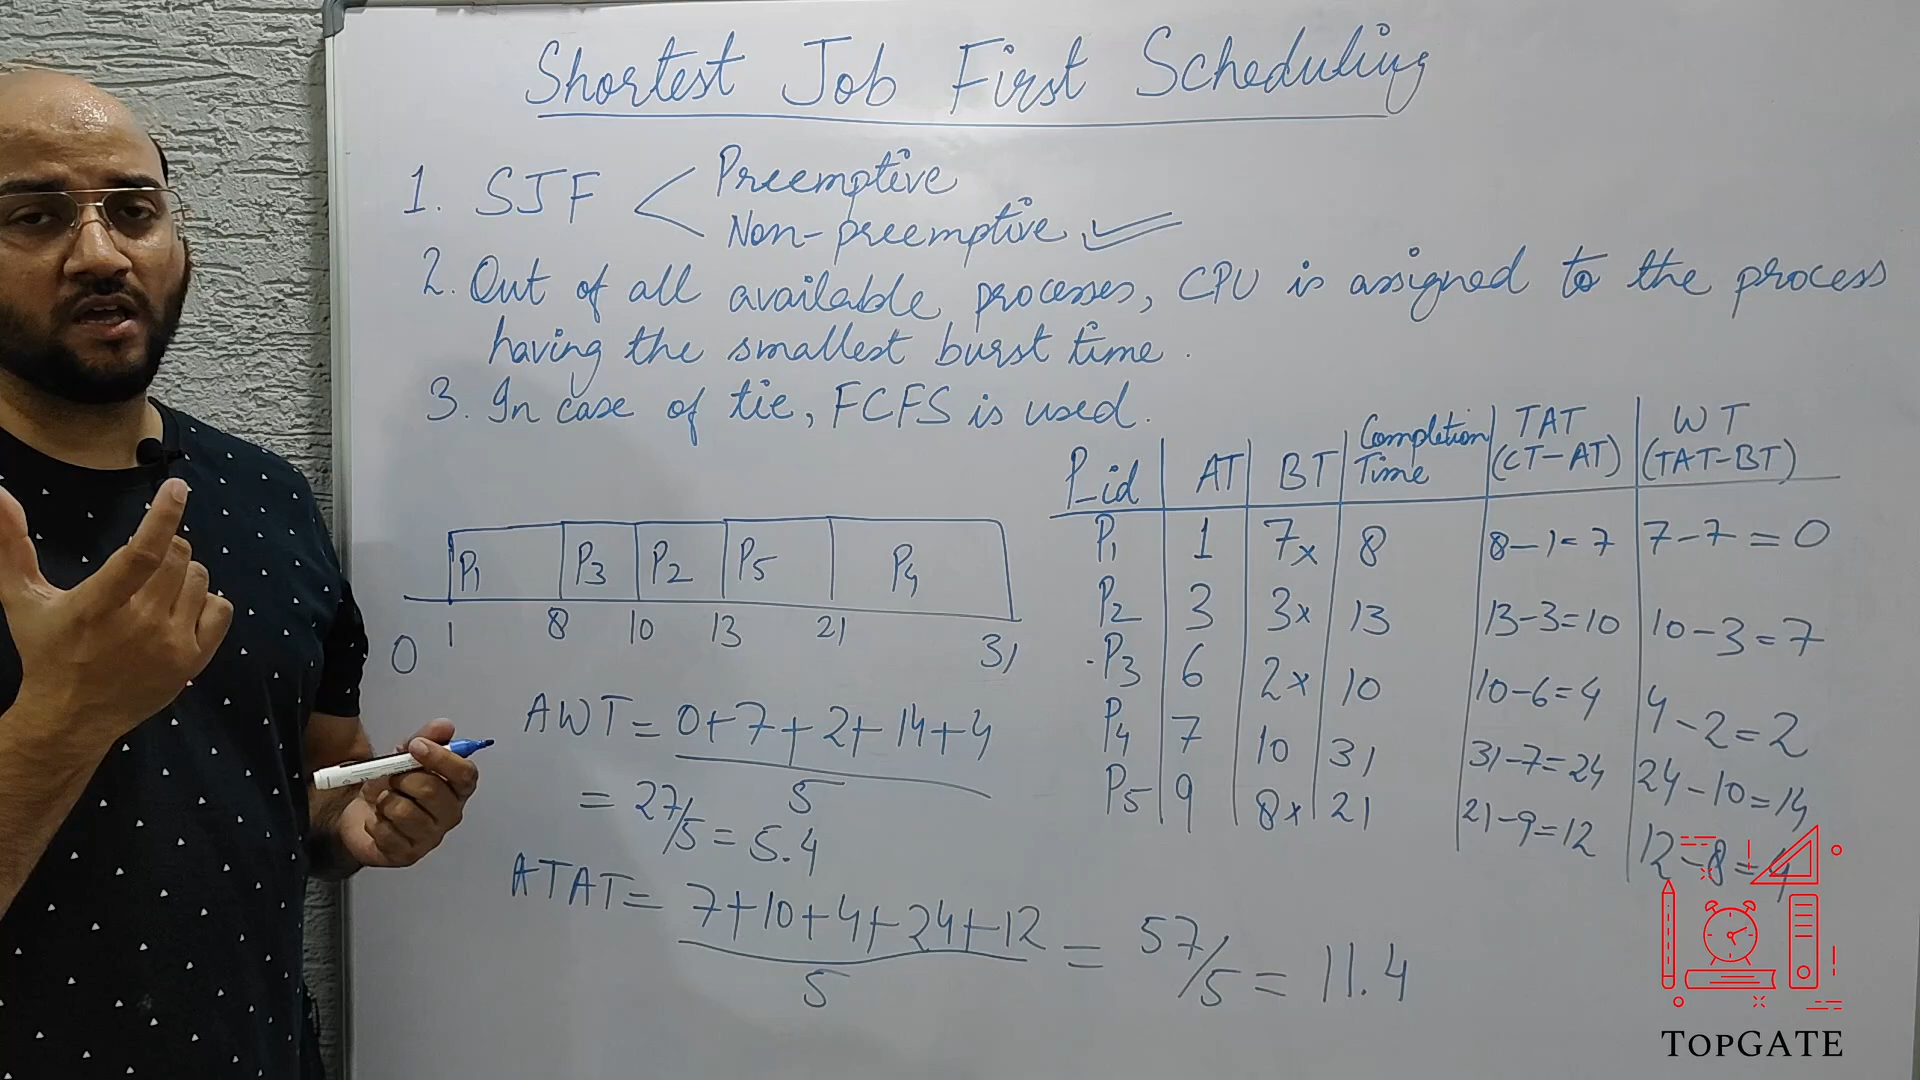 Shortest Job First Scheduling
1. SJF < Preemptive
Non-preemptive ✓
2. Out of all available processes, CPU is assigned to the process
having the smallest burst time.
3. In case of tie, FCFS is used.
P_id AT BT Completion Time TAT (CT-AT) WT (TAT-BT)
P1 1 7x 8 8-1=7 7-7=0
P2 3 3x 13 13-3=10 10-3=7
P3 6 2x 10 10-6=4 4-2=2
P4 7 10 31 31-7=24 24-10=14
P5 9 8x 21 21-9=12 12-8=4
P1 P3 P2 P5 P4
0 1 8 10 13 21 31
AWT = 0+7+2+14+4
5
= 27/5 = 5.4
ATAT = 7+10+4+24+12 = 57/5 = 11.4
5
TOPGATE